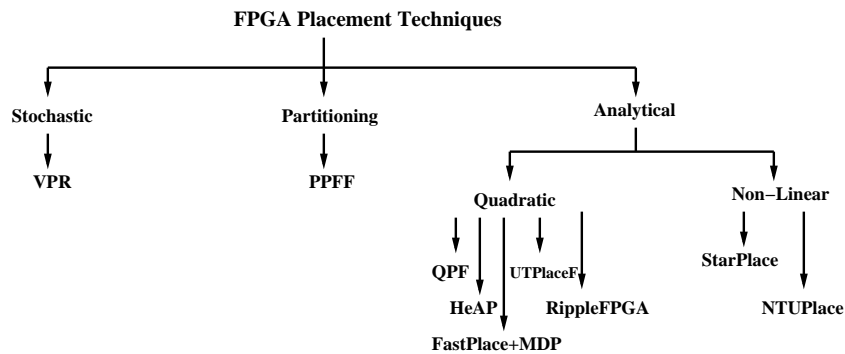 FPGA Placement Techniques
Stochastic
Partitioning
Analytical
VPR
PPFF
Quadratic
Non−Linear
QPF
UTPlaceF
StarPlace
HeAP
RippleFPGA
NTUPlace
FastPlace+MDP